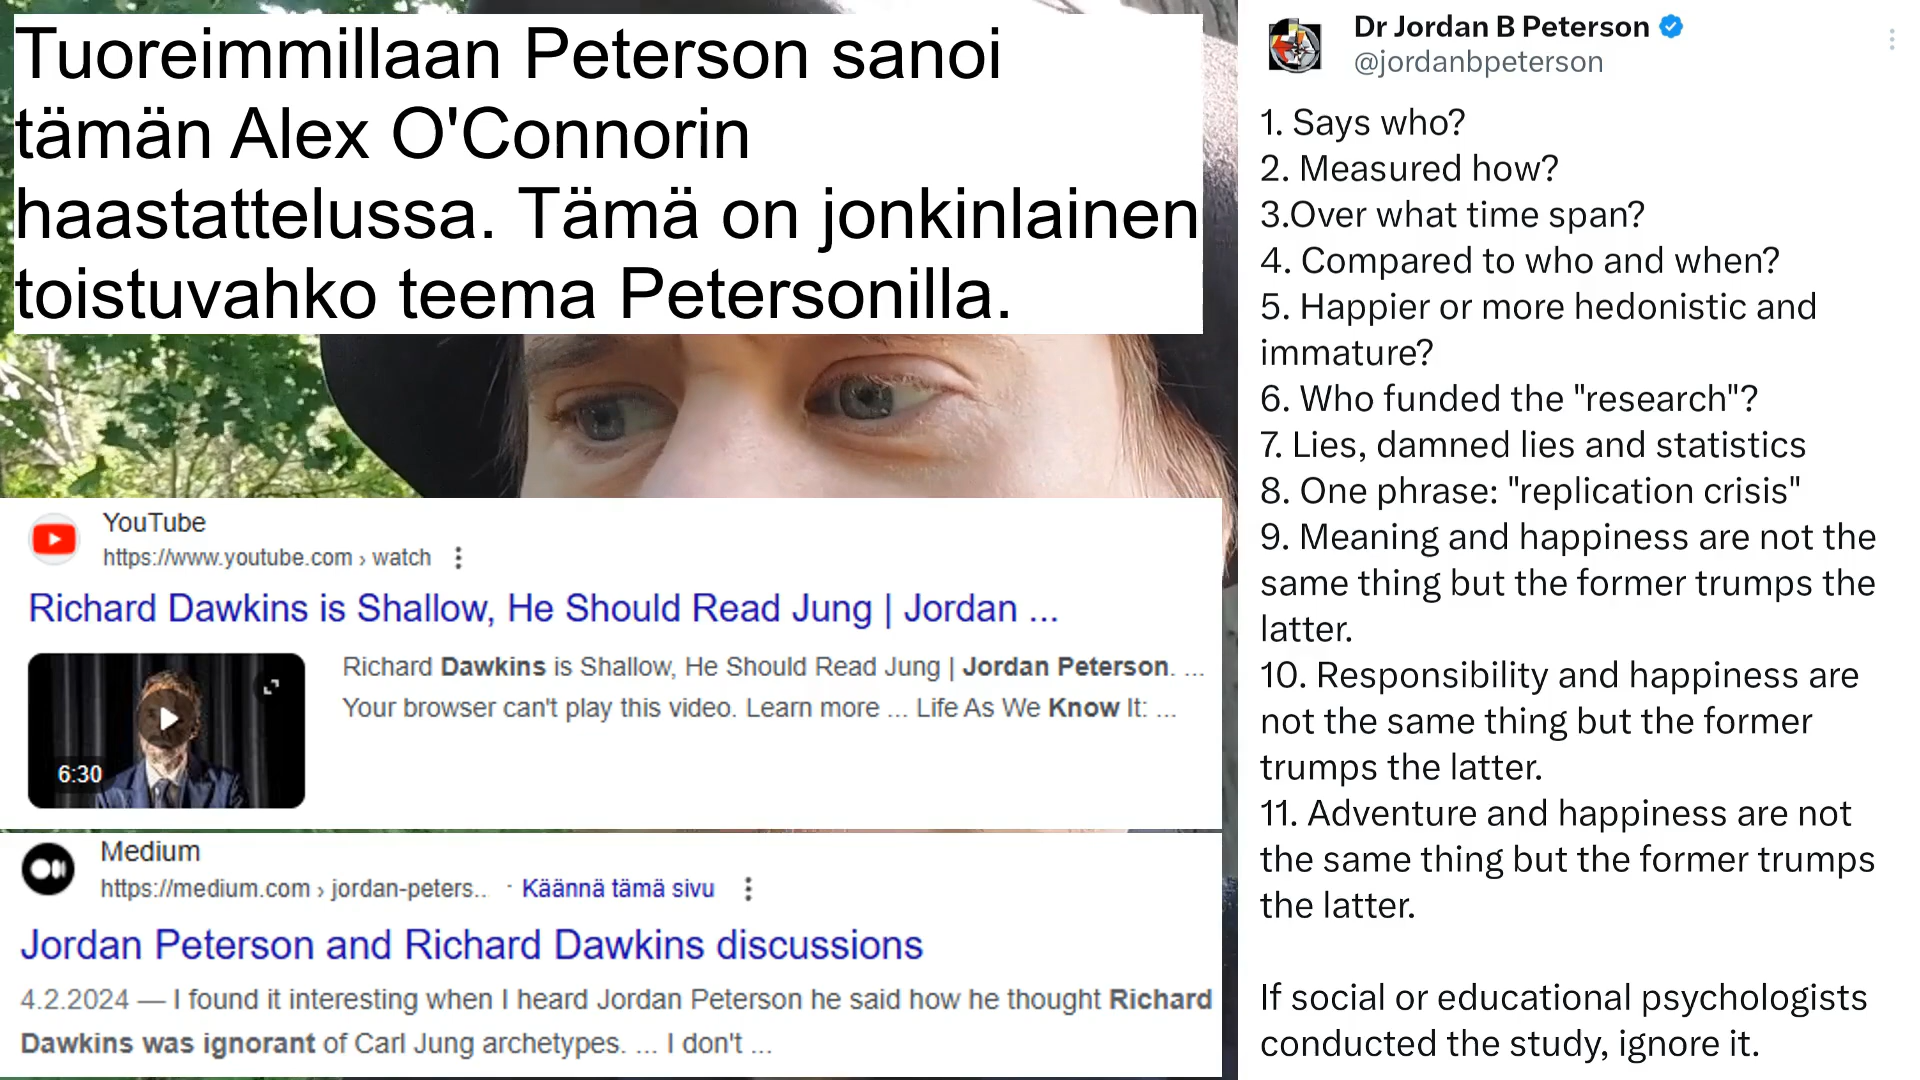 Tuoreimmillaan Peterson sanoi
tämän Alex O'Connorin
haastattelussa. Tämä on jonkinlainen
toistuvahko teema Petersonilla.
YouTube
https://www.youtube.com › watch
Richard Dawkins is Shallow, He Should Read Jung | Jordan ...
6:30
Richard Dawkins is Shallow, He Should Read Jung | Jordan Peterson. ...
Your browser can't play this video. Learn more ... Life As We Know It: ...
Medium
https://medium.com › jordan-peters... · Käännä tämä sivu
Jordan Peterson and Richard Dawkins discussions
4.2.2024 — I found it interesting when I heard Jordan Peterson he said how he thought Richard
Dawkins was ignorant of Carl Jung archetypes. ... I don't ...
Dr Jordan B Peterson
@jordanbpeterson
1. Says who?
2. Measured how?
3.Over what time span?
4. Compared to who and when?
5. Happier or more hedonistic and
immature?
6. Who funded the "research"?
7. Lies, damned lies and statistics
8. One phrase: "replication crisis"
9. Meaning and happiness are not the
same thing but the former trumps the
latter.
10. Responsibility and happiness are
not the same thing but the former
trumps the latter.
11. Adventure and happiness are not
the same thing but the former trumps
the latter.
If social or educational psychologists
conducted the study, ignore it.